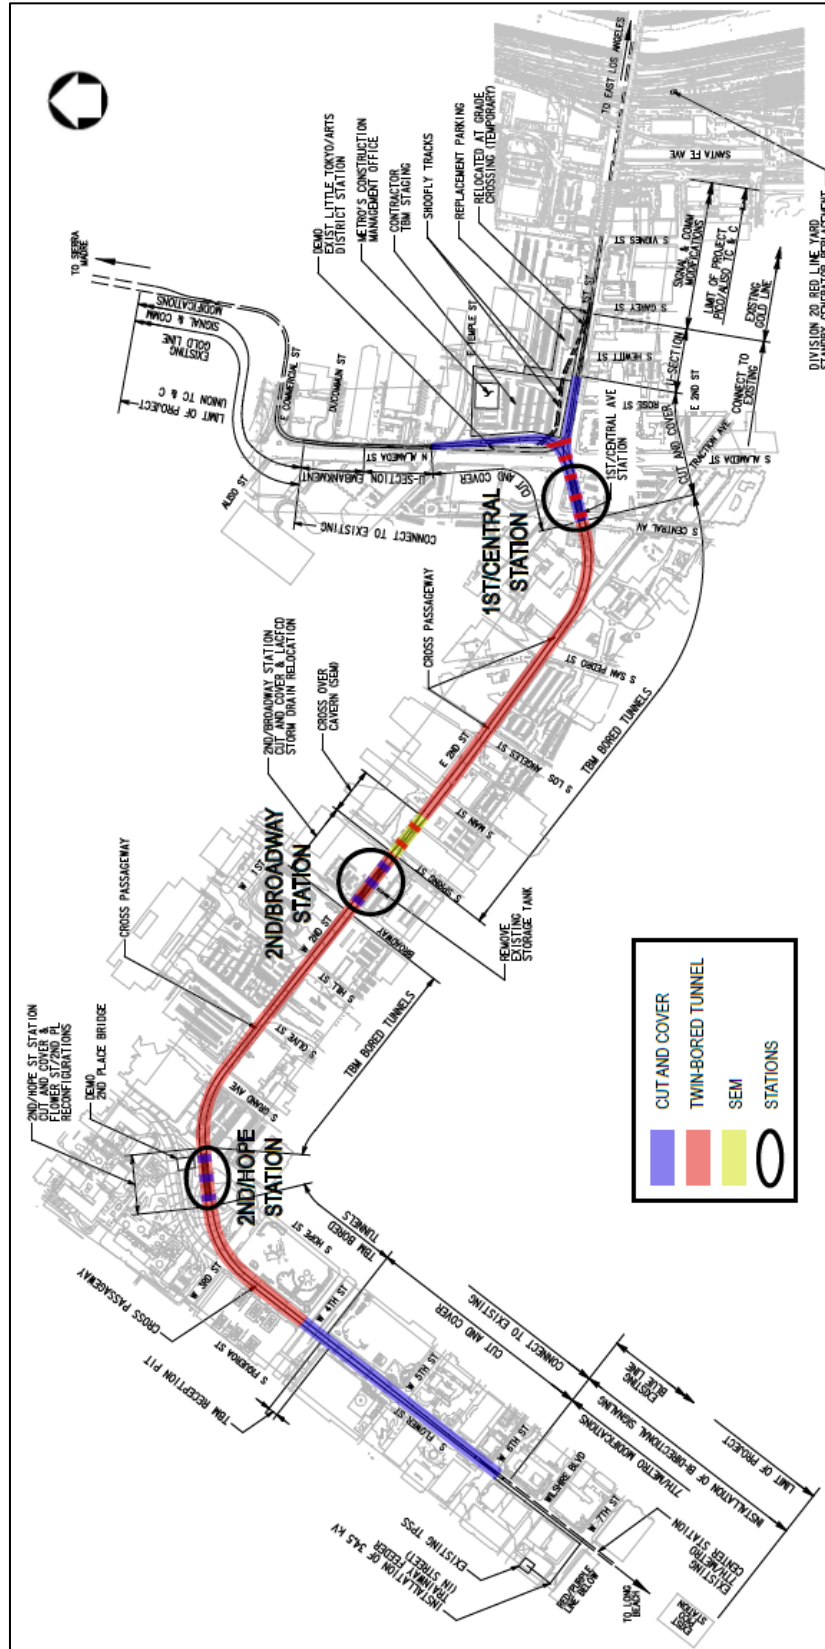 TO SIERRA
MADRE
TO EAST LOS ANGELES
DEMO
EXIST LITTLE TOKYO/ARTS
DISTRICT STATION
METRO'S CONSTRUCTION
MANAGEMENT OFFICE
CONTRACTOR
TBM STAGING
SHOOFLY TRACKS
REPLACEMENT PARKING
RELOCATED AT GRADE
CROSSING (TEMPORARY)
SANTA FE AVE
S VIGNES ST
SIGNAL & COMM
MODIFICATIONS
LIMIT OF PROJECT
PICO/ALISO TC & C
EXISTING
GOLD LINE
DIVISION 20 RED LINE YARD
S GAREY ST
1ST ST
S HEWITT ST
U-SECTION
ROSE ST
E 2ND ST
CONNECT TO
EXISTING
CUT AND COVER
TRACTION AVE
S ALAMEDA ST
E TEMPLE ST
SIGNAL & COMM
MODIFICATIONS
EXISTING
GOLD LINE
LIMIT OF PROJECT
UNION TC & C
E COMMERCIAL ST
DUCOMMUN ST
N ALAMEDA ST
ALISO ST
EMBANKMENT
U-SECTION
CUT AND COVER
CONNECT TO EXISTING
1ST/CENTRAL AVE
STATION
1ST/CENTRAL
STATION
S CENTRAL AV
CROSS PASSAGEWAY
S SAN PEDRO ST
TBM BORED TUNNELS
S LOS
ANGELES ST
E 2ND ST
S MAIN ST
2ND/BROADWAY STATION
CUT AND COVER & LACFCD
STORM DRAIN RELOCATION
CROSS OVER
CAVERN (SEM)
2ND/BROADWAY
STATION
S SPRING ST
REMOVE
EXISTING
STORAGE TANK
W 1ST
CROSS PASSAGEWAY
W 2ND ST
BROADWAY
S HILL ST
S OLIVE ST
TBM BORED TUNNELS
S GRAND AVE
2ND/HOPE ST STATION
CUT AND COVER &
FLOWER ST/2ND PL
RECONFIGURATIONS
DEMO
2ND PLACE BRIDGE
2ND/HOPE
STATION
S HOPE ST
TBM BORED
TUNNELS
W 3RD ST
CROSS PASSAGEWAY
S FIGUEROA ST
W 4TH ST
TBM RECEPTION PIT
CUT AND COVER
CONNECT TO EXISTING
W 5TH ST
S FLOWER ST
W 6TH ST
WILSHIRE BLVD
W 7TH ST
EXISTING
BLUE LINE
7TH/METRO MODIFICATIONS
INSTALLATION OF BI-DIRECTIONAL SIGNALING
LIMIT OF PROJECT
INSTALLATION OF 34.5 KV
TRAINWAY FEEDER
(IN STREET)
EXISTING TPSS
RED/PURPLE
LINE BELOW
EXISTING
7TH/METRO
CENTER STATION
TO LONG
BEACH
EXIST
PICO
STATION
CUT AND COVER
TWIN-BORED TUNNEL
SEM
STATIONS